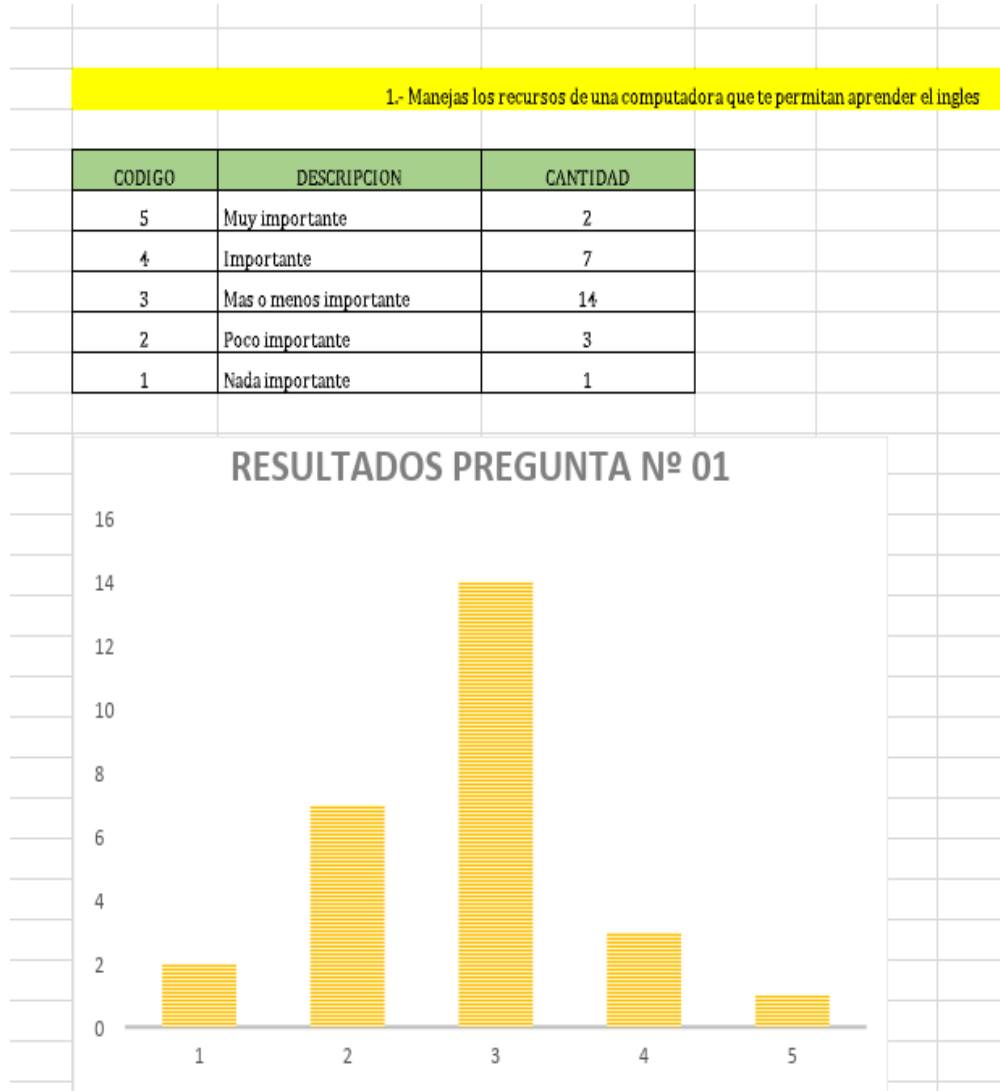 1.- Manejas los recursos de una computadora que te permitan aprender el ingles
CODIGO DESCRIPCION CANTIDAD
5 Muy importante 2
4 Importante 7
3 Mas o menos importante 14
2 Poco importante 3
1 Nada importante 1
RESULTADOS PREGUNTA Nº 01
16
14
12
10
8
6
4
2
0
1 2 3 4 5